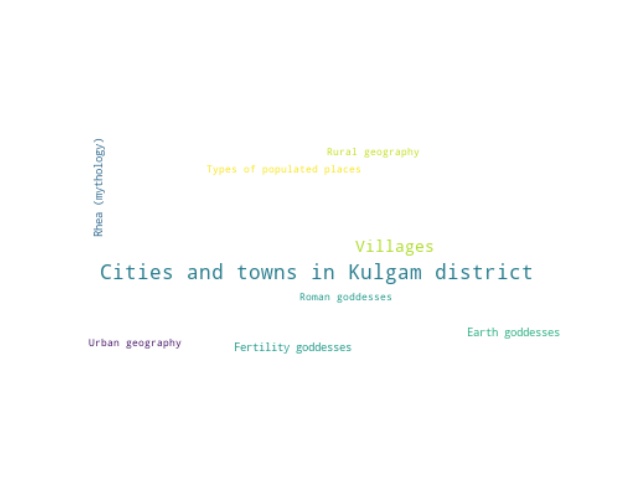 Rhea (mythology)
Rural geography
Types of populated places
Villages
Cities and towns in Kulgam district
Roman goddesses
Earth goddesses
Urban geography
Fertility goddesses